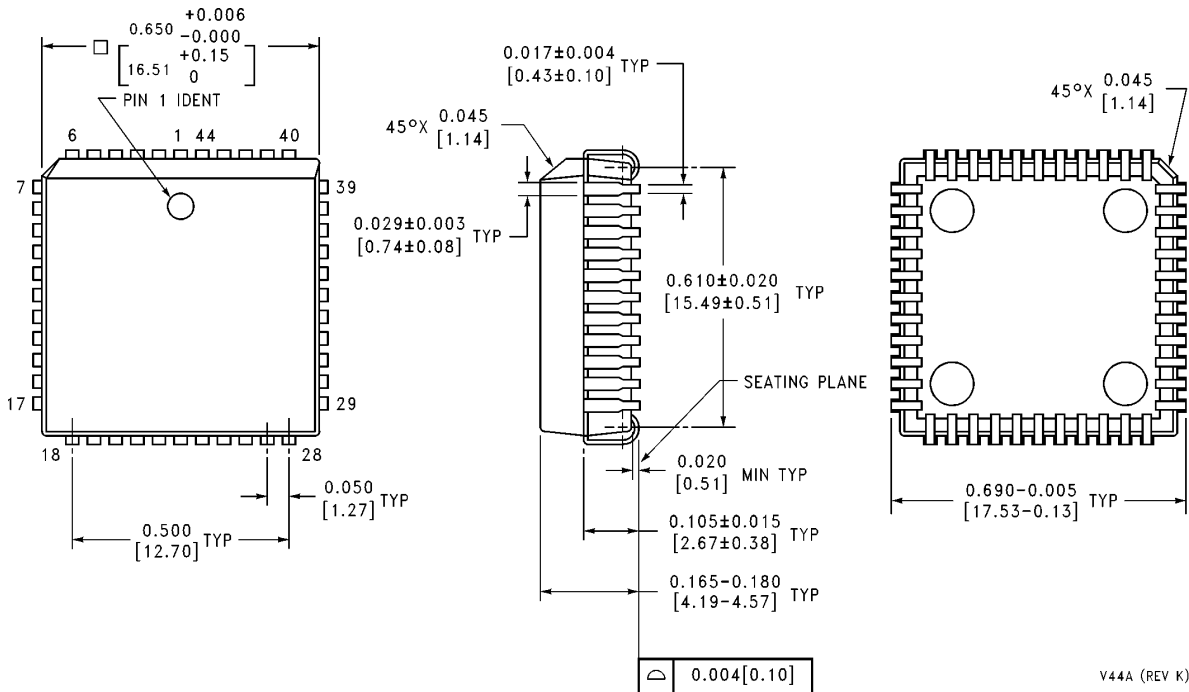 +0.006
0.650 -0.000
□
[16.51 +0.15 0]
PIN 1 IDENT
6 1 44 40
7 39
17 29
18 28
0.050
[1.27] TYP
0.500
[12.70] TYP
0.017±0.004
[0.43±0.10] TYP
45°X 0.045
[1.14]
0.029±0.003
[0.74±0.08] TYP
0.610±0.020
[15.49±0.51] TYP
SEATING PLANE
0.020
[0.51] MIN TYP
0.105±0.015
[2.67±0.38] TYP
0.165-0.180
[4.19-4.57] TYP
⌓ 0.004[0.10]
45°X 0.045
[1.14]
0.690-0.005
[17.53-0.13] TYP
V44A (REV K)